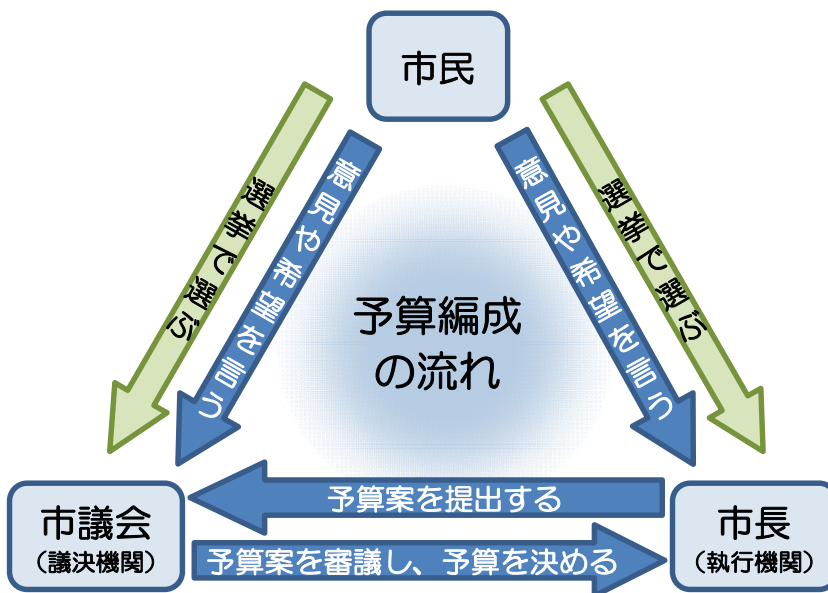 市民
選挙で選ぶ
意見や希望を言う
意見や希望を言う
選挙で選ぶ
予算編成
の流れ
予算案を提出する
市議会
(議決機関)
市長
(執行機関)
予算案を審議し、予算を決める